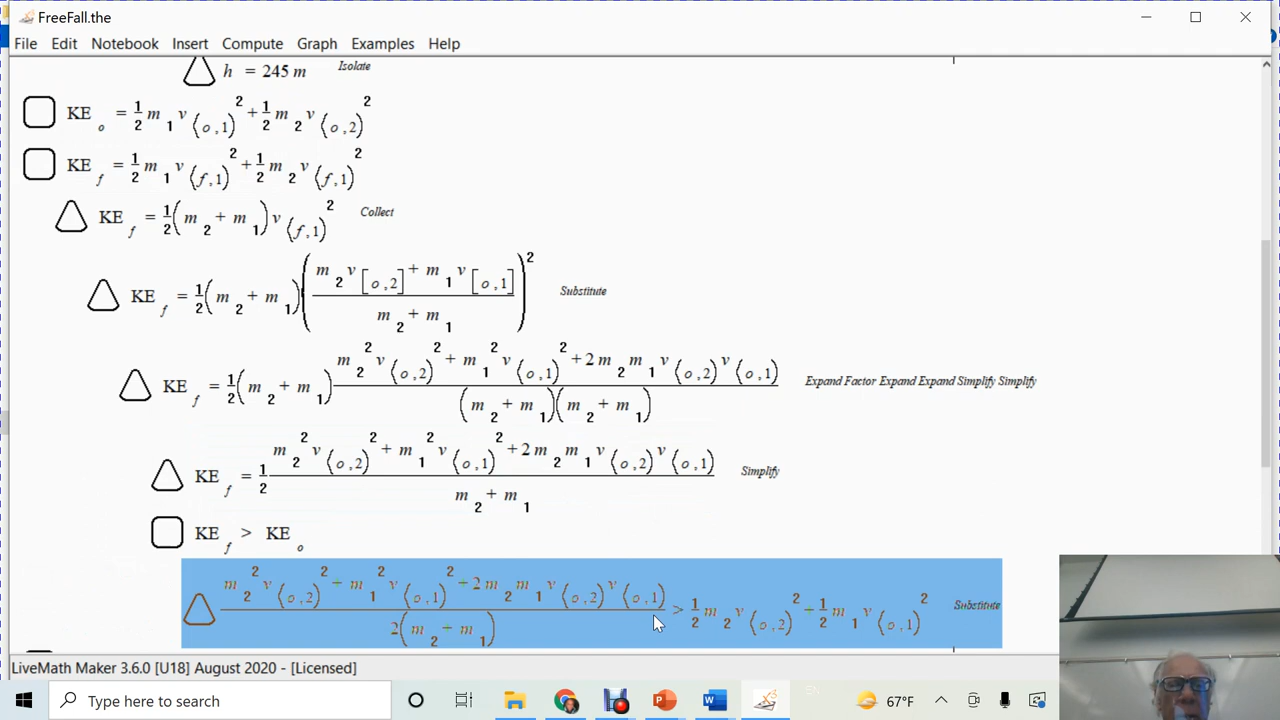 FreeFall.the
File Edit Notebook Insert Compute Graph Examples Help
h = 245 m Isolate
KE_o = 1/2 m_1 v_(o,1)^2 + 1/2 m_2 v_(o,2)^2
KE_f = 1/2 m_1 v_(f,1)^2 + 1/2 m_2 v_(f,1)^2
KE_f = 1/2 (m_2 + m_1) v_(f,1)^2 Collect
KE_f = 1/2 (m_2 + m_1) ((m_2 v_[o,2] + m_1 v_[o,1]) / (m_2 + m_1))^2 Substitute
KE_f = 1/2 (m_2 + m_1) (m_2^2 v_(o,2)^2 + m_1^2 v_(o,1)^2 + 2 m_2 m_1 v_(o,2) v_(o,1)) / ((m_2 + m_1)(m_2 + m_1)) Expand Factor Expand Expand Simplify Simplify
KE_f = 1/2 (m_2^2 v_(o,2)^2 + m_1^2 v_(o,1)^2 + 2 m_2 m_1 v_(o,2) v_(o,1)) / (m_2 + m_1) Simplify
KE_f > KE_o
(m_2^2 v_(o,2)^2 + m_1^2 v_(o,1)^2 + 2 m_2 m_1 v_(o,2) v_(o,1)) / (2(m_2 + m_1)) > 1/2 m_2 v_(o,2)^2 + 1/2 m_1 v_(o,1)^2 Substitute
LiveMath Maker 3.6.0 [U18] August 2020 - [Licensed]
Type here to search
67°F